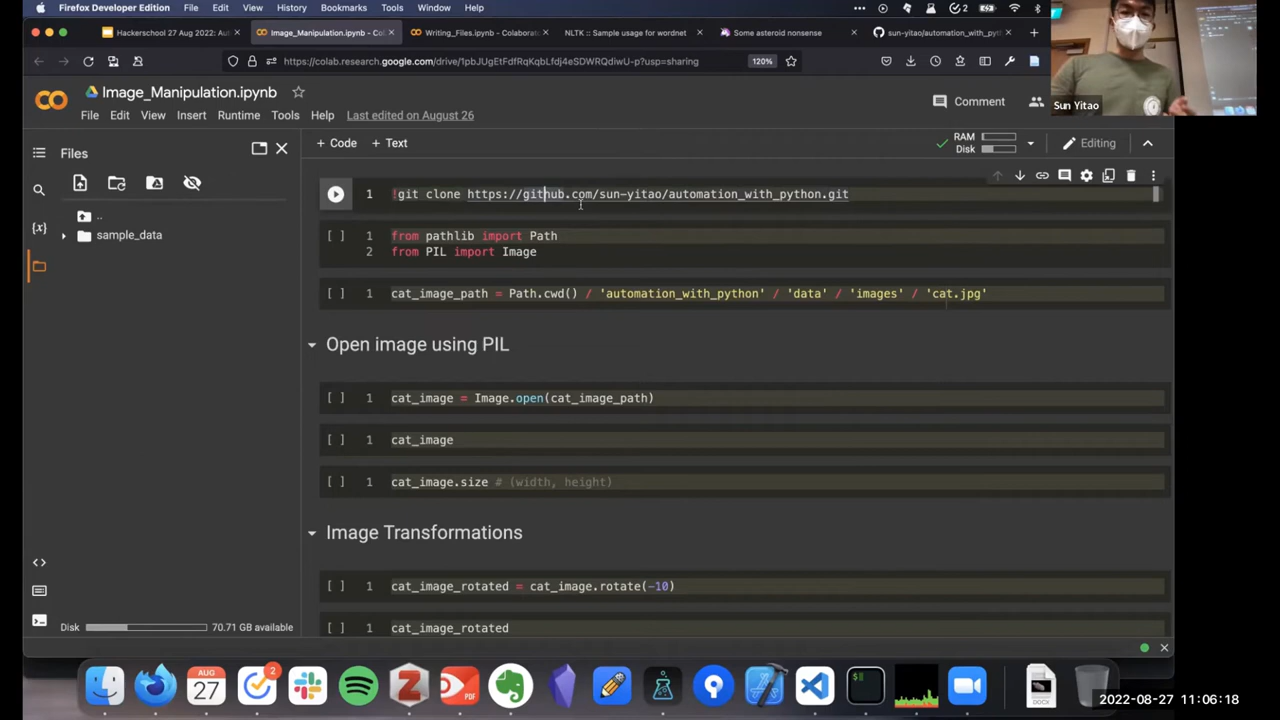 Firefox Developer Edition File Edit View History Bookmarks Tools Window Help
Hackerschool 27 Aug 2022: Aut
Image_Manipulation.ipynb - Col
Writing_Files.ipynb - Colaborat
NLTK :: Sample usage for wordnet
Some asteroid nonsense
sun-yitao/automation_with_pyt
https://colab.research.google.com/drive/1pbJUgEtFdfRqKqbLfdj4eSDWRQdiwU-p?usp=sharing
120%
Image_Manipulation.ipynb
Comment
Sun Yitao
File Edit View Insert Runtime Tools Help Last edited on August 26
Files
+ Code + Text
RAM
Disk
Editing
..
sample_data
1 !git clone https://github.com/sun-yitao/automation_with_python.git
[ ] 1 from pathlib import Path
2 from PIL import Image
[ ] 1 cat_image_path = Path.cwd() / 'automation_with_python' / 'data' / 'images' / 'cat.jpg'
Open image using PIL
[ ] 1 cat_image = Image.open(cat_image_path)
[ ] 1 cat_image
[ ] 1 cat_image.size # (width, height)
Image Transformations
[ ] 1 cat_image_rotated = cat_image.rotate(-10)
[ ] 1 cat_image_rotated
Disk 70.71 GB available
AUG
27
2
PDF
DOCX
2022-08-27 11:06:18